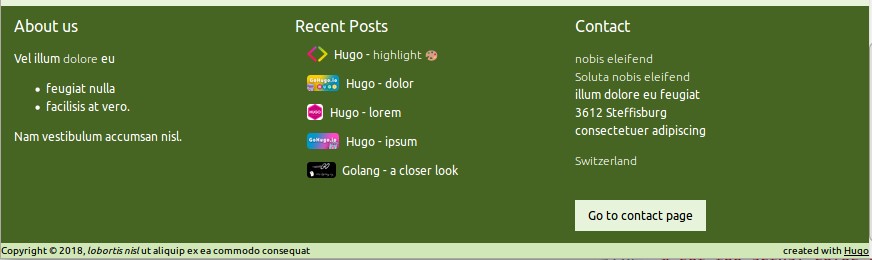 About us
Vel illum dolore eu
feugiat nulla
facilisis at vero.
Nam vestibulum accumsan nisl.
Recent Posts
Hugo - highlight 🎨
GoHugo.io Hugo - dolor
HUGO Hugo - lorem
GoHugo.io Hugo - ipsum
Golang - a closer look
Contact
nobis eleifend
Soluta nobis eleifend
illum dolore eu feugiat
3612 Steffisburg
consectetuer adipiscing
Switzerland
Go to contact page
Copyright © 2018, lobortis nisl ut aliquip ex ea commodo consequat
created with Hugo